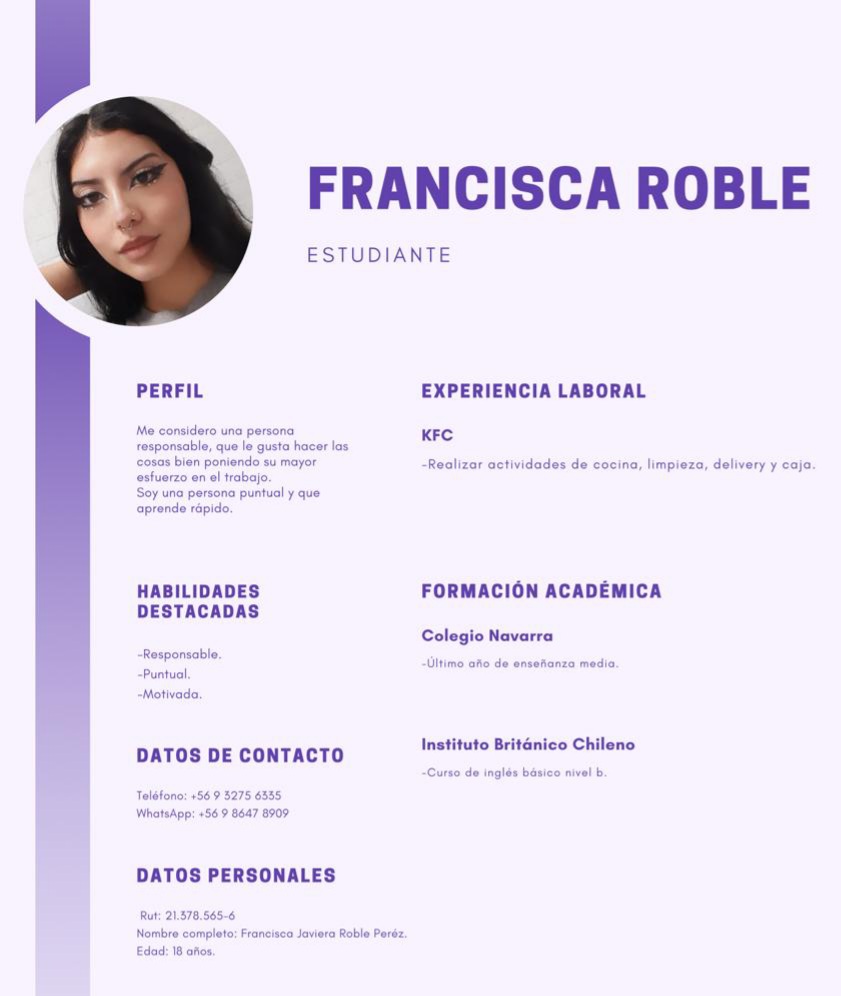 FRANCISCA ROBLE
ESTUDIANTE
PERFIL
Me considero una persona
responsable, que le gusta hacer las
cosas bien poniendo su mayor
esfuerzo en el trabajo.
Soy una persona puntual y que
aprende rápido.
EXPERIENCIA LABORAL
KFC
-Realizar actividades de cocina, limpieza, delivery y caja.
HABILIDADES
DESTACADAS
-Responsable.
-Puntual.
-Motivada.
FORMACIÓN ACADÉMICA
Colegio Navarra
-Último año de enseñanza media.
Instituto Británico Chileno
-Curso de inglés básico nivel b.
DATOS DE CONTACTO
Teléfono: +56 9 3275 6335
WhatsApp: +56 9 8647 8909
DATOS PERSONALES
Rut: 21.378.565-6
Nombre completo: Francisca Javiera Roble Peréz.
Edad: 18 años.